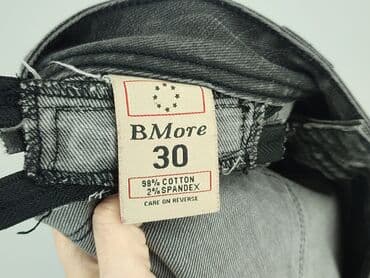 BMore
30
98% COTTON
2% SPANDEX
CARE ON REVERSE